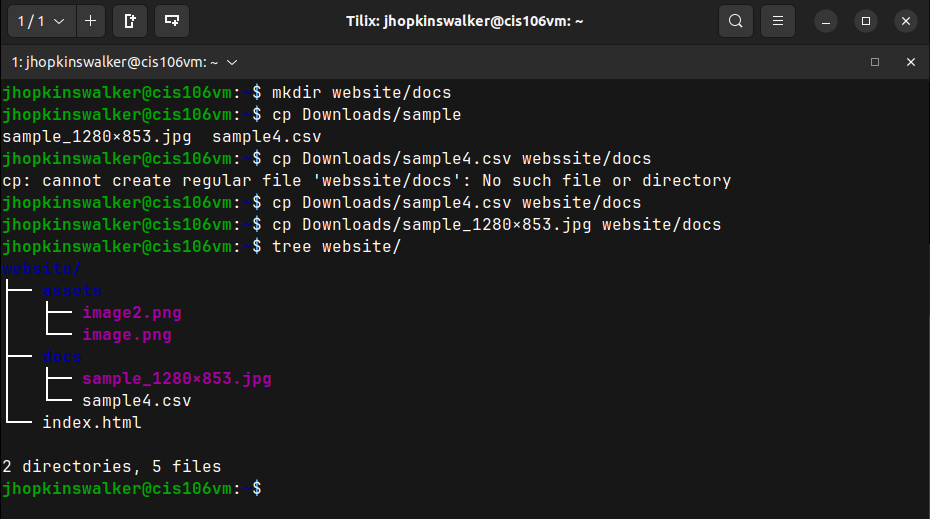 1 / 1
Tilix: jhopkinswalker@cis106vm: ~
1: jhopkinswalker@cis106vm: ~
jhopkinswalker@cis106vm:~$ mkdir website/docs
jhopkinswalker@cis106vm:~$ cp Downloads/sample
sample_1280×853.jpg  sample4.csv
jhopkinswalker@cis106vm:~$ cp Downloads/sample4.csv webssite/docs
cp: cannot create regular file 'webssite/docs': No such file or directory
jhopkinswalker@cis106vm:~$ cp Downloads/sample4.csv website/docs
jhopkinswalker@cis106vm:~$ cp Downloads/sample_1280×853.jpg website/docs
jhopkinswalker@cis106vm:~$ tree website/
website/
├── assets
│   ├── image2.png
│   └── image.png
├── docs
│   ├── sample_1280×853.jpg
│   └── sample4.csv
└── index.html
2 directories, 5 files
jhopkinswalker@cis106vm:~$